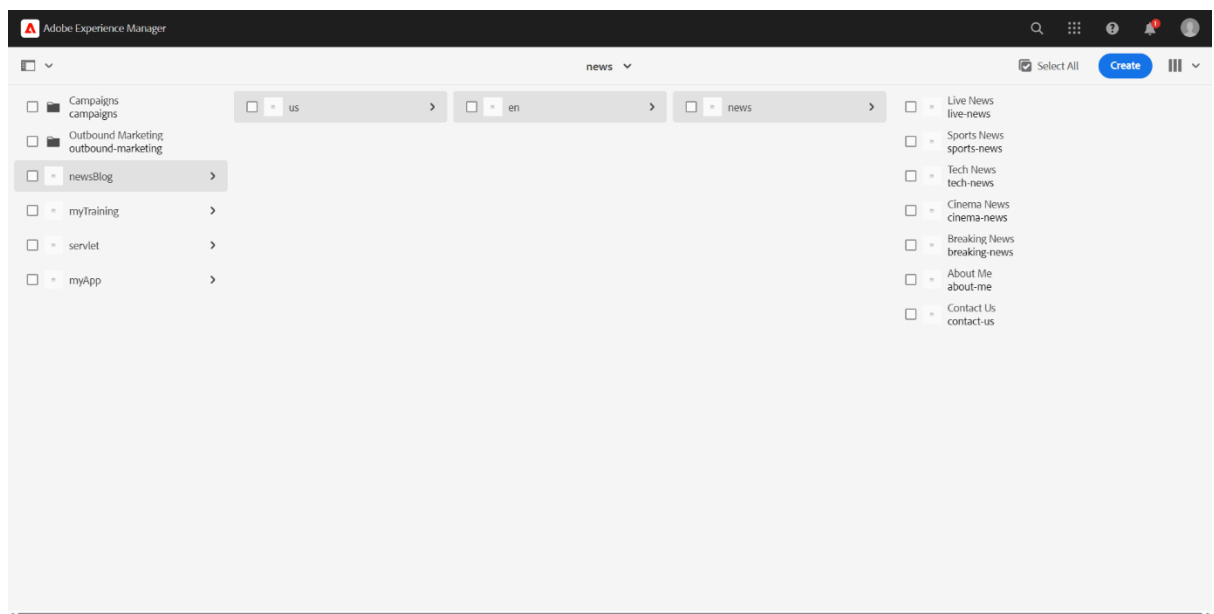 Adobe Experience Manager
1
news
Select All
Create
Campaigns
campaigns
Outbound Marketing
outbound-marketing
newsBlog
myTraining
servlet
myApp
us
en
news
Live News
live-news
Sports News
sports-news
Tech News
tech-news
Cinema News
cinema-news
Breaking News
breaking-news
About Me
about-me
Contact Us
contact-us